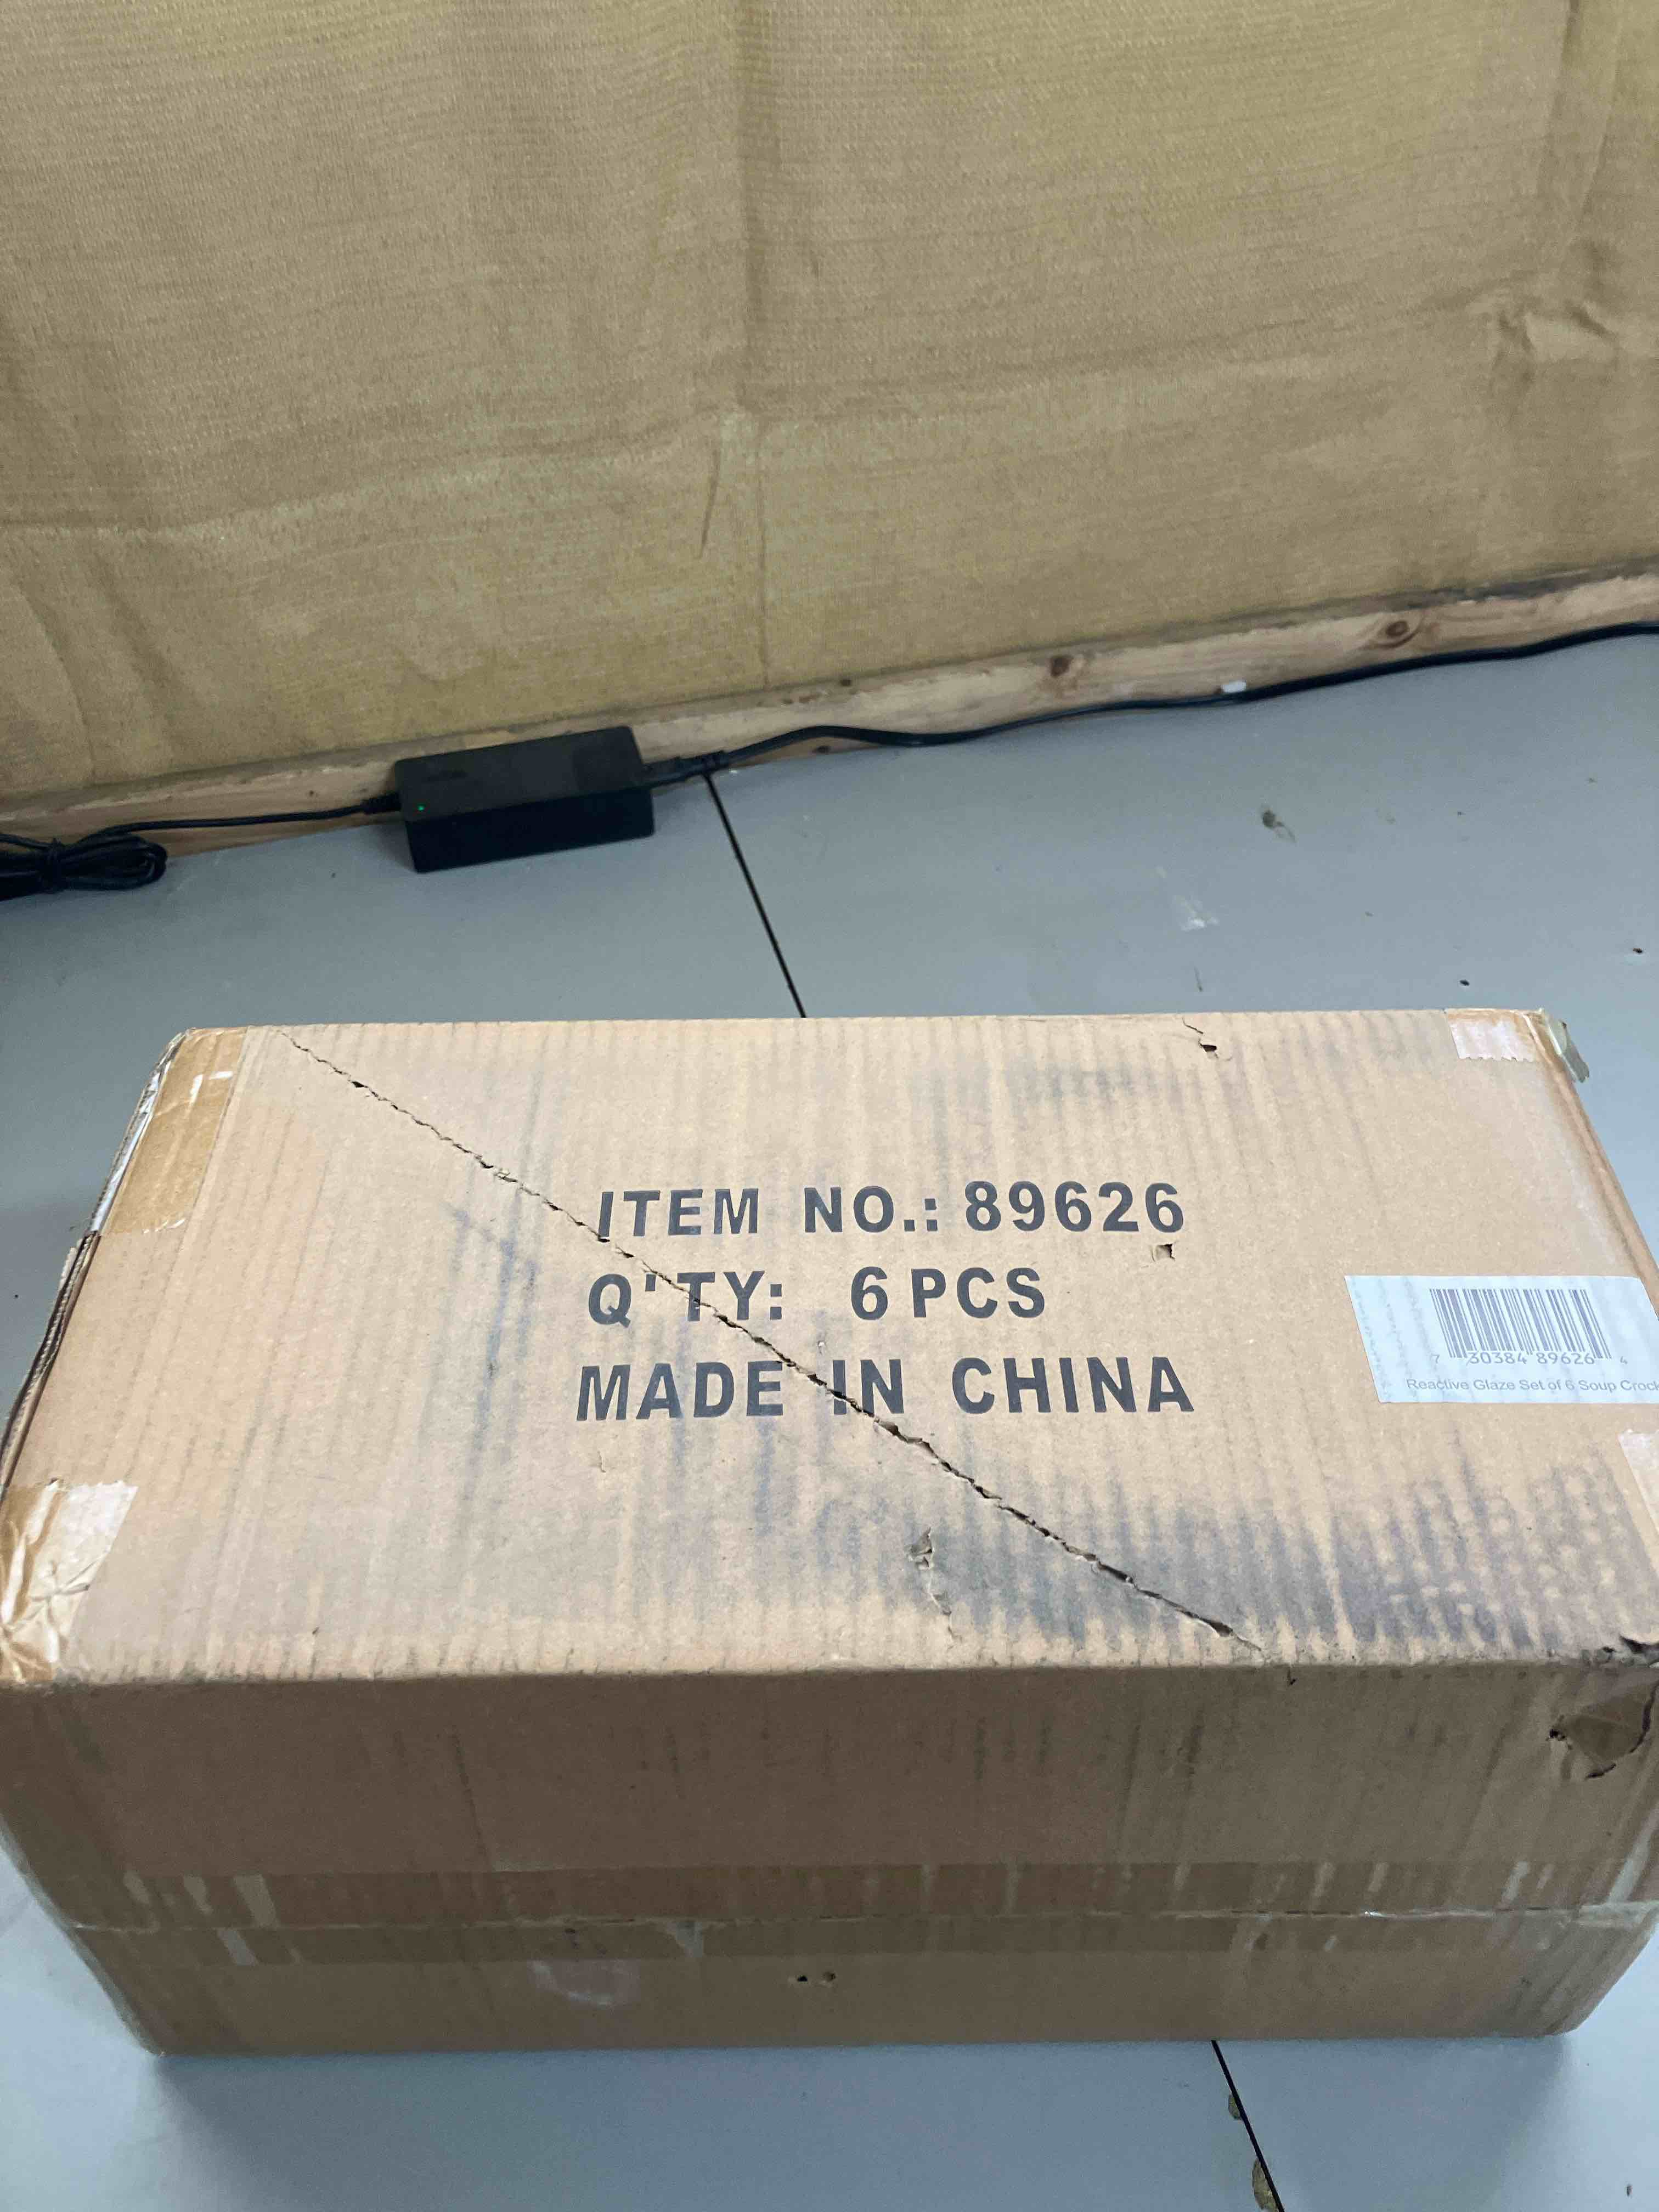 ITEM NO.: 89626
Q'TY: 6 PCS
MADE IN CHINA
7 30384 89626 4
Reactive Glaze Set of 6 Soup Crock